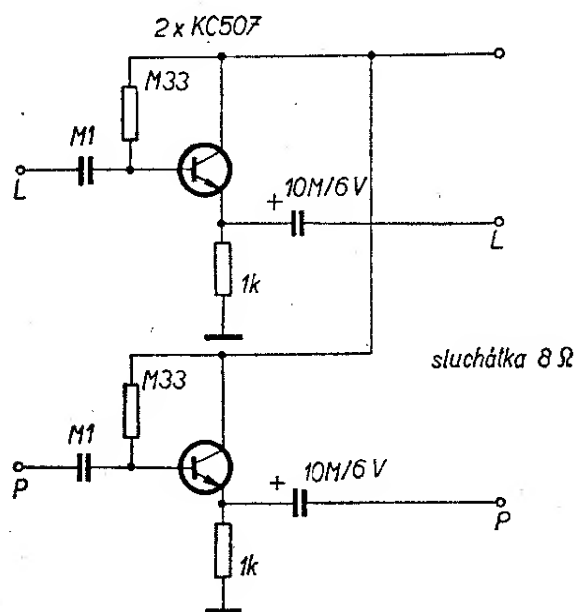 2 x KC507
M33
M1
L
10M/6V
L
1k
sluchátka 8 Ω
M33
M1
P
10M/6V
P
1k